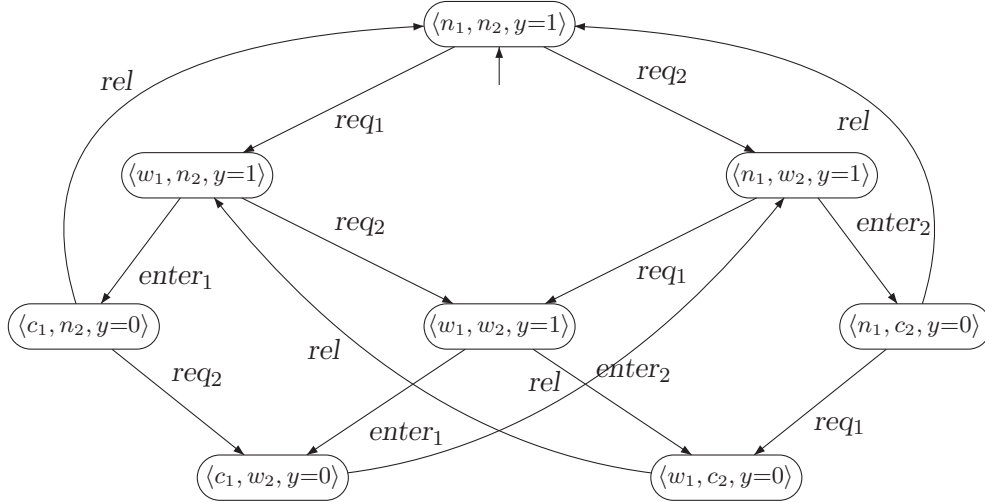 ⟨n₁, n₂, y=1⟩
rel
req₂
req₁
rel
⟨w₁, n₂, y=1⟩
⟨n₁, w₂, y=1⟩
req₂
enter₂
enter₁
req₁
⟨c₁, n₂, y=0⟩
⟨w₁, w₂, y=1⟩
⟨n₁, c₂, y=0⟩
rel
req₂
rel
enter₂
req₁
enter₁
⟨c₁, w₂, y=0⟩
⟨w₁, c₂, y=0⟩